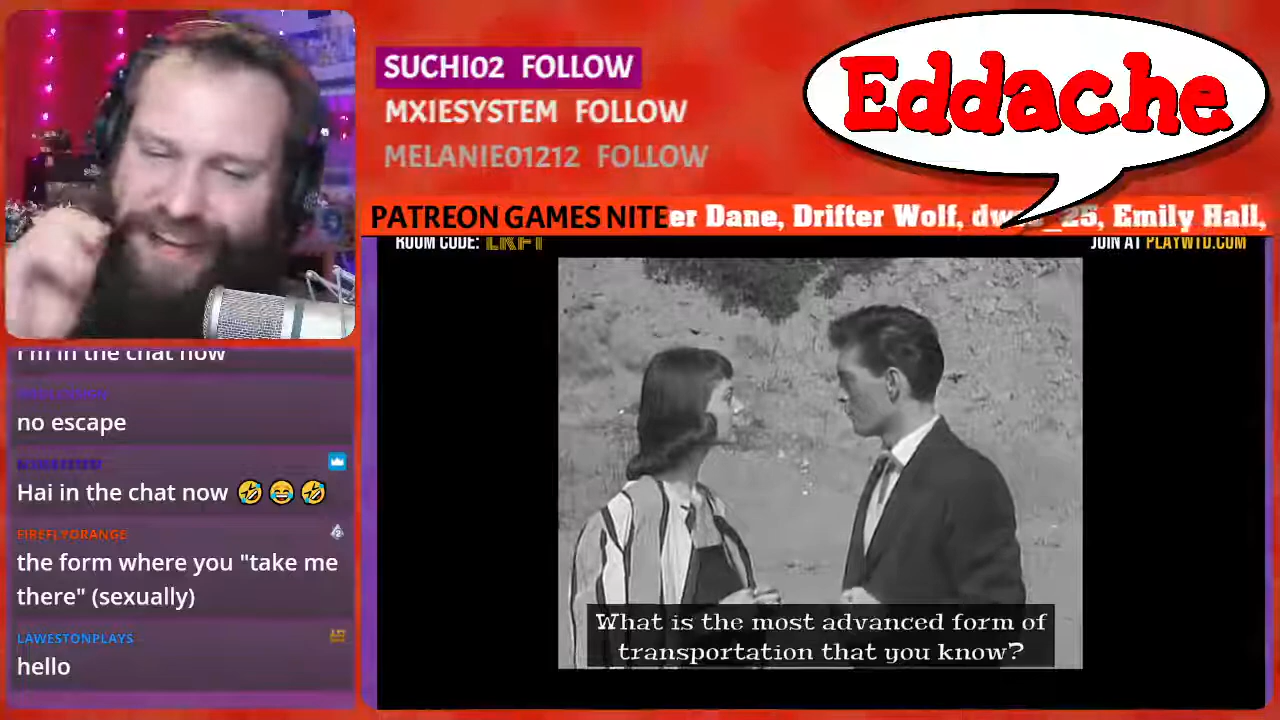 SUCHI02 FOLLOW
MXIESYSTEM FOLLOW
MELANIE01212 FOLLOW
Eddache
PATREON GAMES NITE
er Dane, Drifter Wolf, Emily Hall,
ROOM CODE:
JOIN AT PLAYWTD.COM
I'm in the chat now
no escape
Hai in the chat now 🤣😂🤣
FIREFLYORANGE
the form where you "take me
there" (sexually)
LAWESTONPLAYS
hello
What is the most advanced form of
transportation that you know?